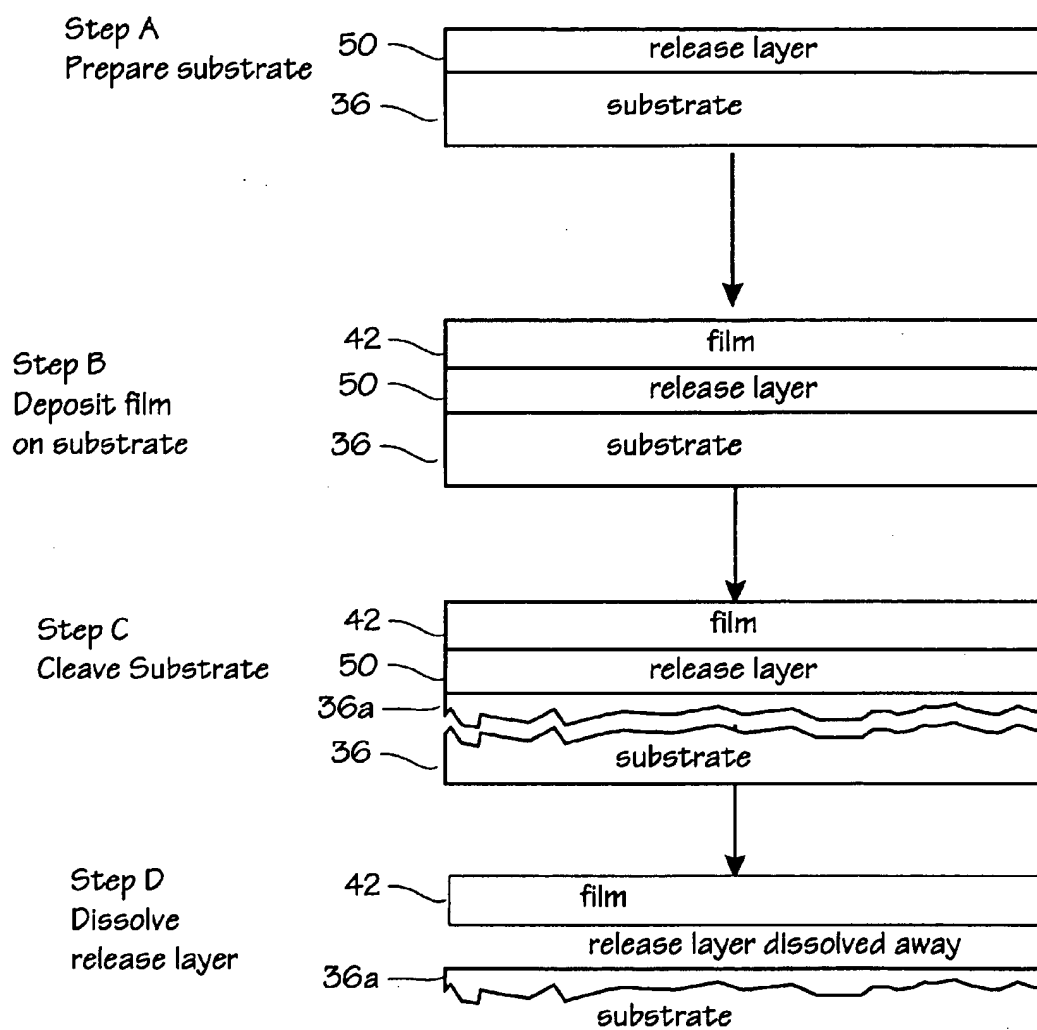 Step A
Prepare substrate
50
release layer
36
substrate
Step B
Deposit film
on substrate
42
film
50
release layer
36
substrate
Step C
Cleave Substrate
42
film
50
release layer
36a
36
substrate
Step D
Dissolve
release layer
42
film
release layer dissolved away
36a
substrate